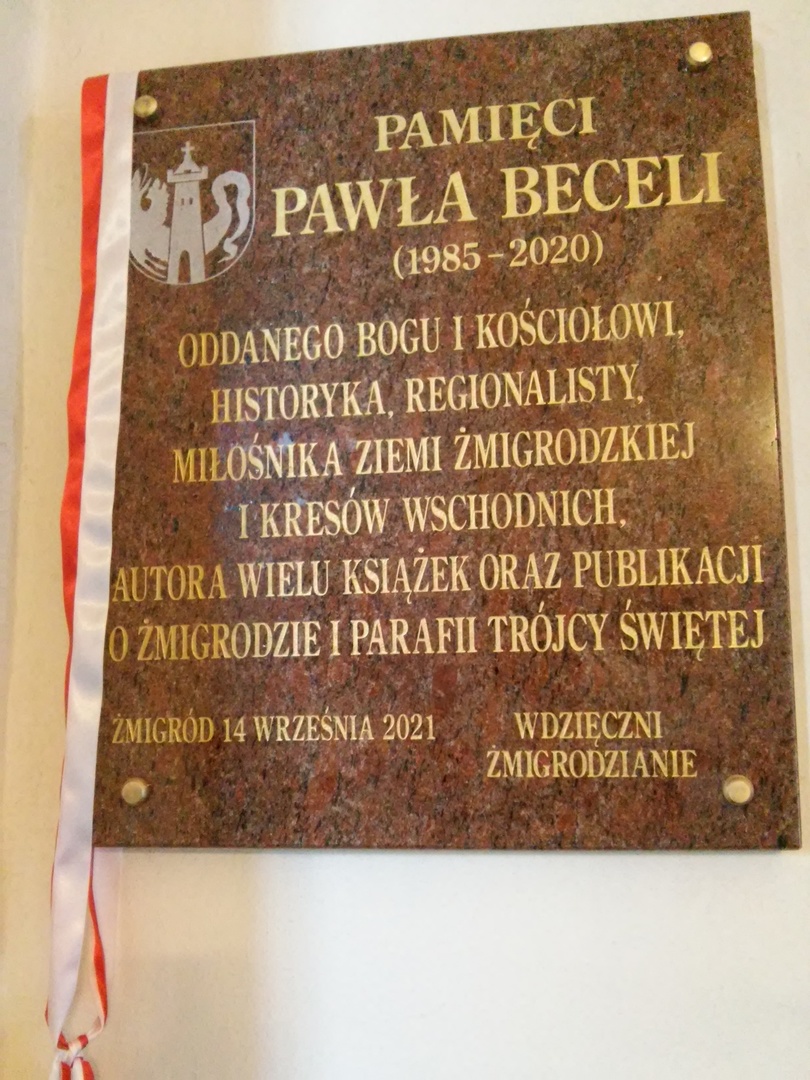 PAMIĘCI
PAWŁA BECELI
(1985–2020)
ODDANEGO BOGU I KOŚCIOŁOWI,
HISTORYKA, REGIONALISTY,
MIŁOŚNIKA ZIEMI ŻMIGRODZKIEJ
I KRESÓW WSCHODNICH,
AUTORA WIELU KSIĄŻEK ORAZ PUBLIKACJI
O ŻMIGRODZIE I PARAFII TRÓJCY ŚWIĘTEJ
ŻMIGRÓD 14 WRZEŚNIA 2021
WDZIĘCZNI
ŻMIGRODZIANIE